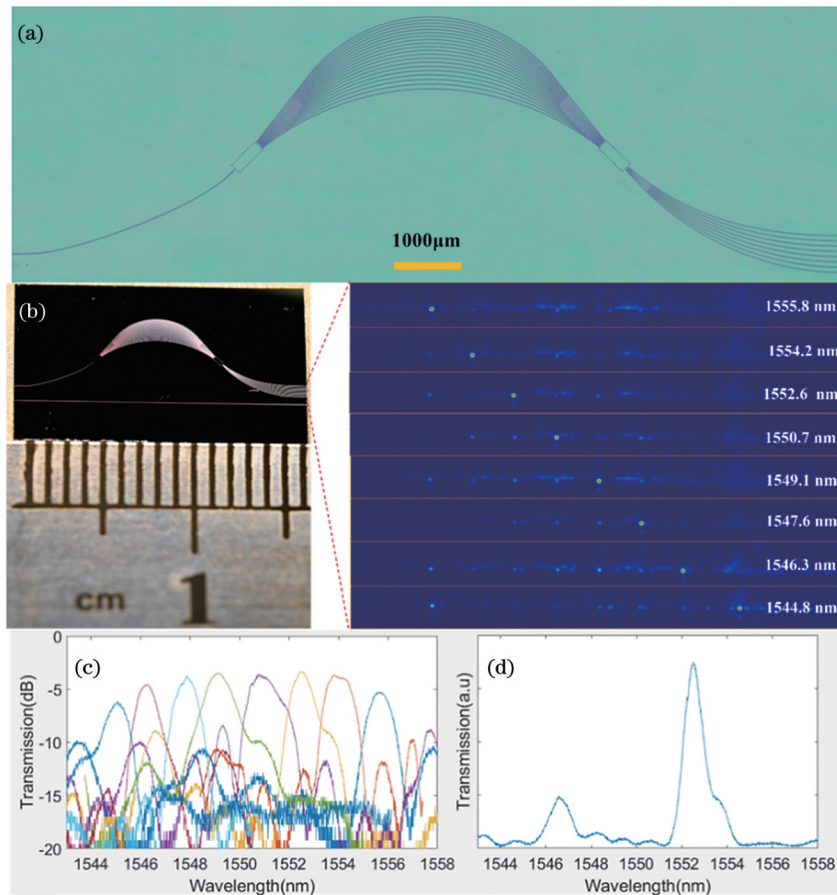 (a)
1000μm
(b)
cm
1
1555.8 nm
1554.2 nm
1552.6 nm
1550.7 nm
1549.1 nm
1547.6 nm
1546.3 nm
1544.8 nm
(c)
0
-5
-10
-15
-20
Transmission(dB)
1544 1546 1548 1550 1552 1554 1556 1558
Wavelength(nm)
(d)
Transmission(a.u)
1544 1546 1548 1550 1552 1554 1556 1558
Wavelength(nm)